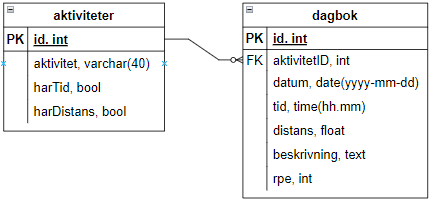 aktiviteter
PK id. int
aktivitet, varchar(40)
harTid, bool
harDistans, bool
dagbok
PK id. int
FK aktivitetID, int
datum, date(yyyy-mm-dd)
tid, time(hh.mm)
distans, float
beskrivning, text
rpe, int